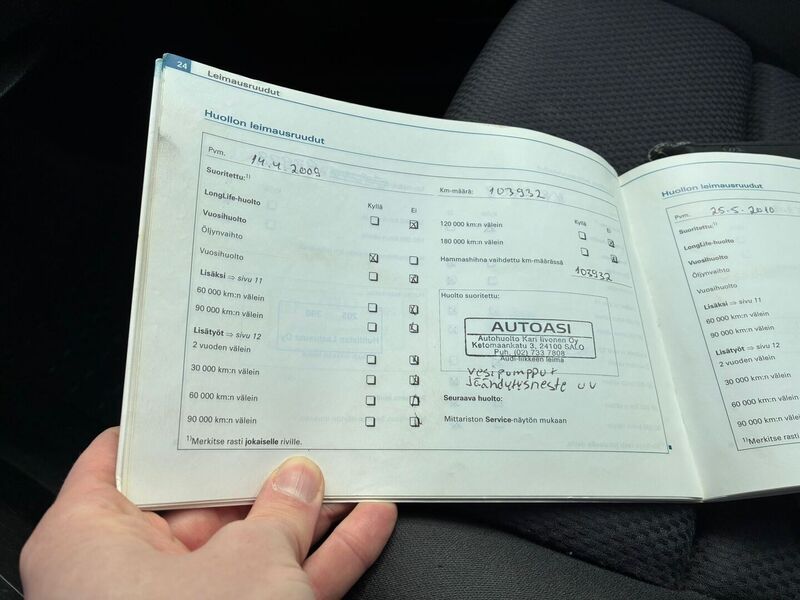 24
Leimausruudut
Huollon leimausruudut
Pvm. 14.4.2009
Km-määrä: 103932
Suoritettu:¹⁾
Kyllä Ei
LongLife-huolto
Vuosihuolto
Öljynvaihto
Vuosihuolto
Lisäksi ⇒ sivu 11
60 000 km:n välein
90 000 km:n välein
Lisätyöt ⇒ sivu 12
2 vuoden välein
30 000 km:n välein
60 000 km:n välein
90 000 km:n välein
¹⁾Merkitse rasti jokaiselle riville.
Kyllä Ei
120 000 km:n välein
180 000 km:n välein
Hammashihna vaihdettu km-määrässä
103932
Huolto suoritettu:
AUTOASI
Autohuolto Kari Iivonen Oy
Ketomaankatu 3, 24100 SALO
Puh. (02) 733 7808
Audi-liikkeen leima
vesipumppu+
Jäähdytysneste uv
Seuraava huolto:
Mittariston Service-näytön mukaan
Huollon leimausruudut
Pvm. 25.5.2010
Suoritettu:¹⁾
LongLife-huolto
Vuosihuolto
Öljynvaihto
Vuosihuolto
Lisäksi ⇒ sivu 11
60 000 km:n välein
90 000 km:n välein
Lisätyöt ⇒ sivu 12
2 vuoden välein
30 000 km:n välein
60 000 km:n välein
90 000 km:n välein
¹⁾Merkitse rasti jokais